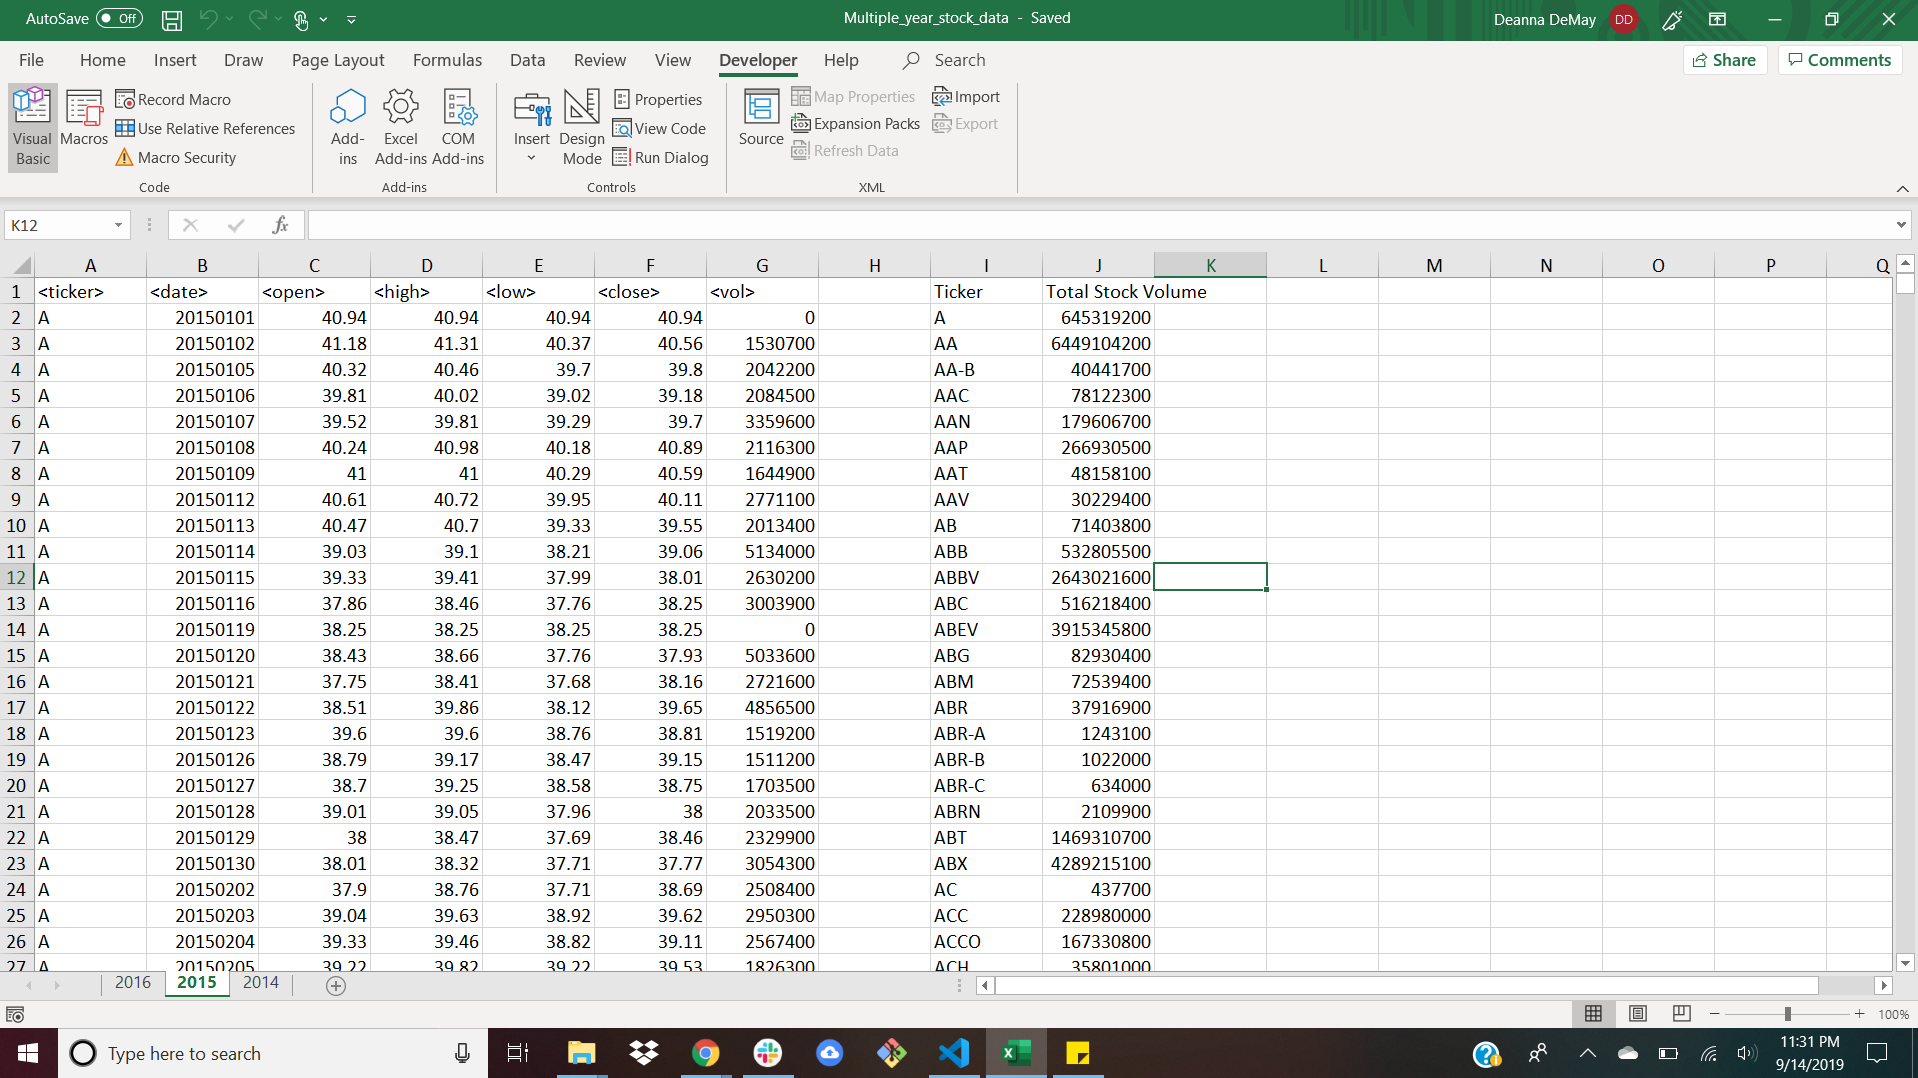 AutoSave Off Multiple_year_stock_data - Saved Deanna DeMay DD
File Home Insert Draw Page Layout Formulas Data Review View Developer Help Search Share Comments
Visual Basic Macros Record Macro Use Relative References Macro Security
Add-ins Excel Add-ins COM Add-ins
Insert Design Mode Properties View Code Run Dialog
Source Map Properties Expansion Packs Refresh Data Import Export
Code Add-ins Controls XML
K12 fx
A B C D E F G H I J K L M N O P Q
1 <ticker> <date> <open> <high> <low> <close> <vol> Ticker Total Stock Volume
2 A 20150101 40.94 40.94 40.94 40.94 0 A 645319200
3 A 20150102 41.18 41.31 40.37 40.56 1530700 AA 6449104200
4 A 20150105 40.32 40.46 39.7 39.8 2042200 AA-B 40441700
5 A 20150106 39.81 40.02 39.02 39.18 2084500 AAC 78122300
6 A 20150107 39.52 39.81 39.29 39.7 3359600 AAN 179606700
7 A 20150108 40.24 40.98 40.18 40.89 2116300 AAP 266930500
8 A 20150109 41 41 40.29 40.59 1644900 AAT 48158100
9 A 20150112 40.61 40.72 39.95 40.11 2771100 AAV 30229400
10 A 20150113 40.47 40.7 39.33 39.55 2013400 AB 71403800
11 A 20150114 39.03 39.1 38.21 39.06 5134000 ABB 532805500
12 A 20150115 39.33 39.41 37.99 38.01 2630200 ABBV 2643021600
13 A 20150116 37.86 38.46 37.76 38.25 3003900 ABC 516218400
14 A 20150119 38.25 38.25 38.25 38.25 0 ABEV 3915345800
15 A 20150120 38.43 38.66 37.76 37.93 5033600 ABG 82930400
16 A 20150121 37.75 38.41 37.68 38.16 2721600 ABM 72539400
17 A 20150122 38.51 39.86 38.12 39.65 4856500 ABR 37916900
18 A 20150123 39.6 39.6 38.76 38.81 1519200 ABR-A 1243100
19 A 20150126 38.79 39.17 38.47 39.15 1511200 ABR-B 1022000
20 A 20150127 38.7 39.25 38.58 38.75 1703500 ABR-C 634000
21 A 20150128 39.01 39.05 37.96 38 2033500 ABRN 2109900
22 A 20150129 38 38.47 37.69 38.46 2329900 ABT 1469310700
23 A 20150130 38.01 38.32 37.71 37.77 3054300 ABX 4289215100
24 A 20150202 37.9 38.76 37.71 38.69 2508400 AC 437700
25 A 20150203 39.04 39.63 38.92 39.62 2950300 ACC 228980000
26 A 20150204 39.33 39.46 38.82 39.11 2567400 ACCO 167330800
27 A 20150205 39.22 39.82 39.22 39.53 1826300 ACH 35801000
2016 2015 2014
100%
Type here to search
11:31 PM
9/14/2019